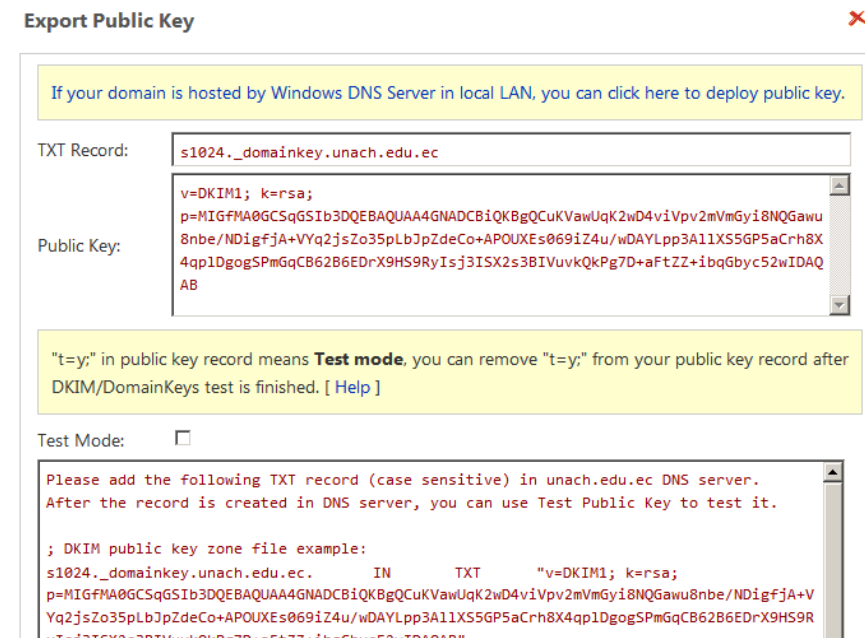 Export Public Key
If your domain is hosted by Windows DNS Server in local LAN, you can click here to deploy public key.
TXT Record:
s1024._domainkey.unach.edu.ec
Public Key:
v=DKIM1; k=rsa;
p=MIGfMA0GCSqGSIb3DQEBAQUAA4GNADCBiQKBgQCuKVawUqK2wD4viVpv2mVmGyi8NQGawu
8nbe/NDigfjA+VYq2jsZo35pLbJpZdeCo+APOUXEs069iZ4u/wDAYLpp3AllXS5GP5aCrh8X
4qplDgogSPmGqCB62B6EDrX9HS9RyIsj3ISX2s3BIVuvkQkPg7D+aFtZZ+ibqGbyc52wIDAQ
AB
"t=y;" in public key record means Test mode, you can remove "t=y;" from your public key record after
DKIM/DomainKeys test is finished. [ Help ]
Test Mode:
Please add the following TXT record (case sensitive) in unach.edu.ec DNS server.
After the record is created in DNS server, you can use Test Public Key to test it.
; DKIM public key zone file example:
s1024._domainkey.unach.edu.ec. IN TXT "v=DKIM1; k=rsa;
p=MIGfMA0GCSqGSIb3DQEBAQUAA4GNADCBiQKBgQCuKVawUqK2wD4viVpv2mVmGyi8NQGawu8nbe/NDigfjA+V
Yq2jsZo35pLbJpZdeCo+APOUXEs069iZ4u/wDAYLpp3AllXS5GP5aCrh8X4qplDgogSPmGqCB62B6EDrX9HS9R